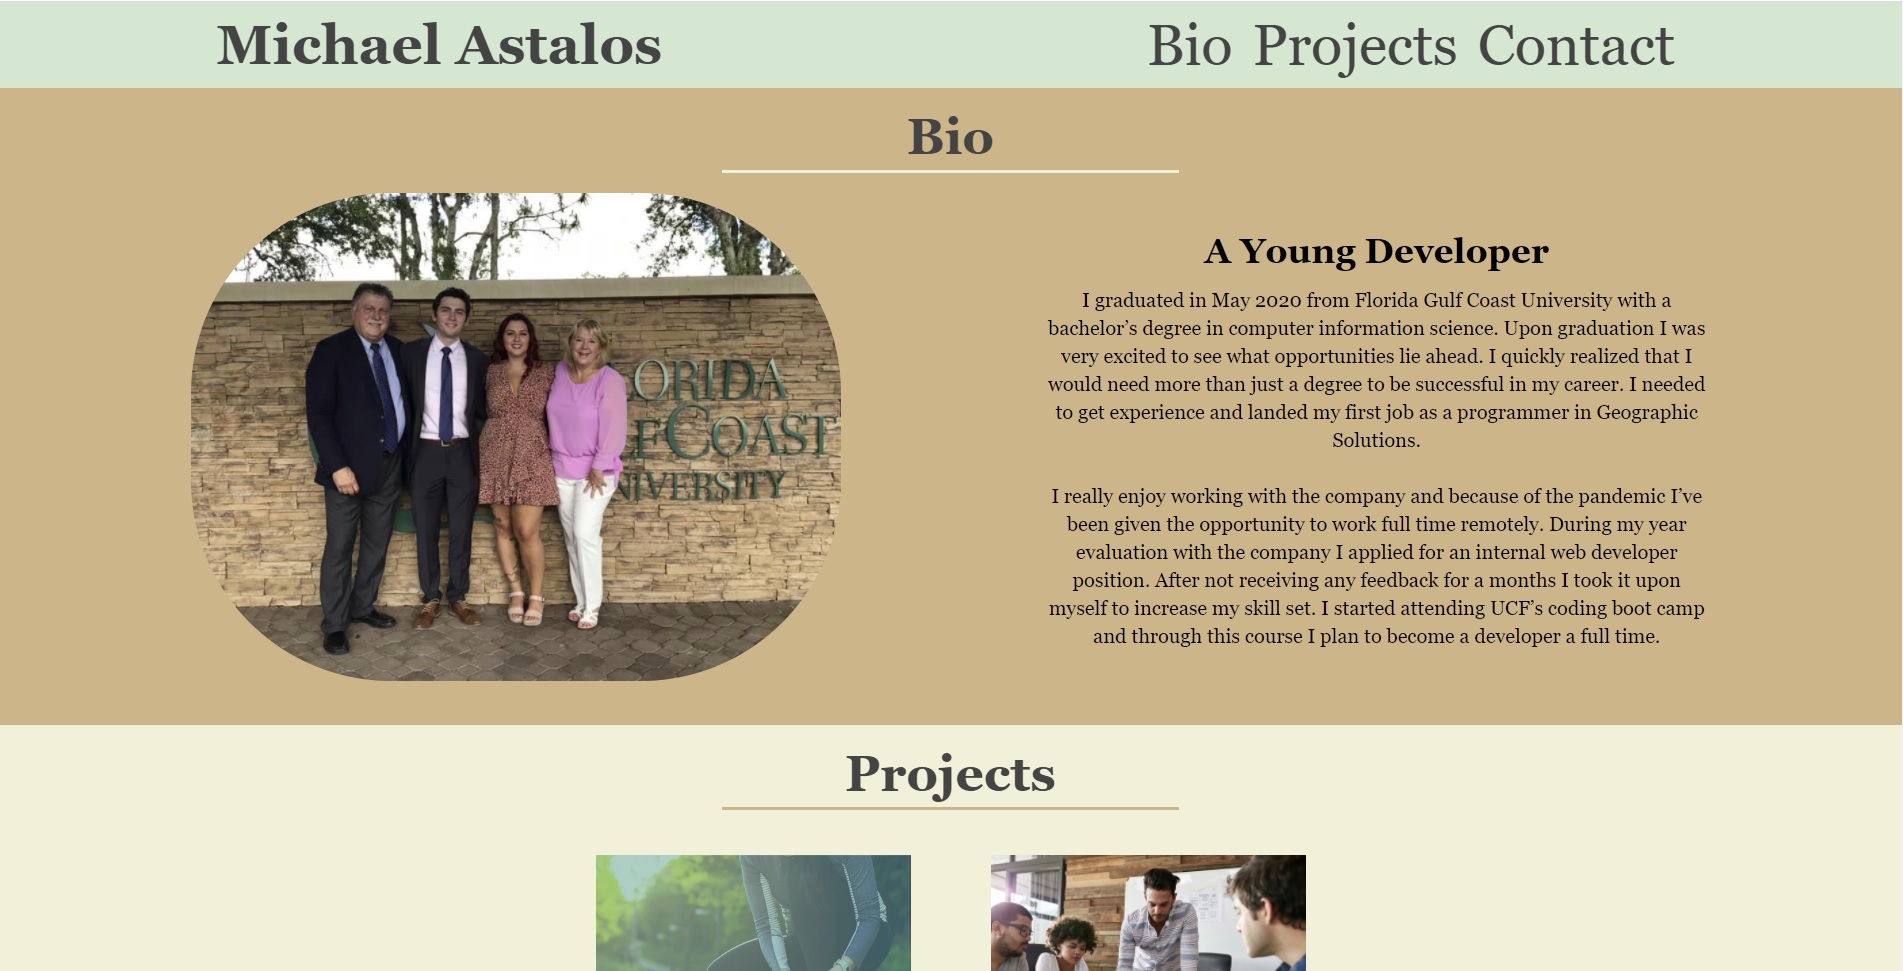 Michael Astalos
Bio Projects Contact
Bio
ORIDA
FCOAST
NIVERSITY
A Young Developer
I graduated in May 2020 from Florida Gulf Coast University with a
bachelor’s degree in computer information science. Upon graduation I was
very excited to see what opportunities lie ahead. I quickly realized that I
would need more than just a degree to be successful in my career. I needed
to get experience and landed my first job as a programmer in Geographic
Solutions.
I really enjoy working with the company and because of the pandemic I’ve
been given the opportunity to work full time remotely. During my year
evaluation with the company I applied for an internal web developer
position. After not receiving any feedback for a months I took it upon
myself to increase my skill set. I started attending UCF’s coding boot camp
and through this course I plan to become a developer a full time.
Projects